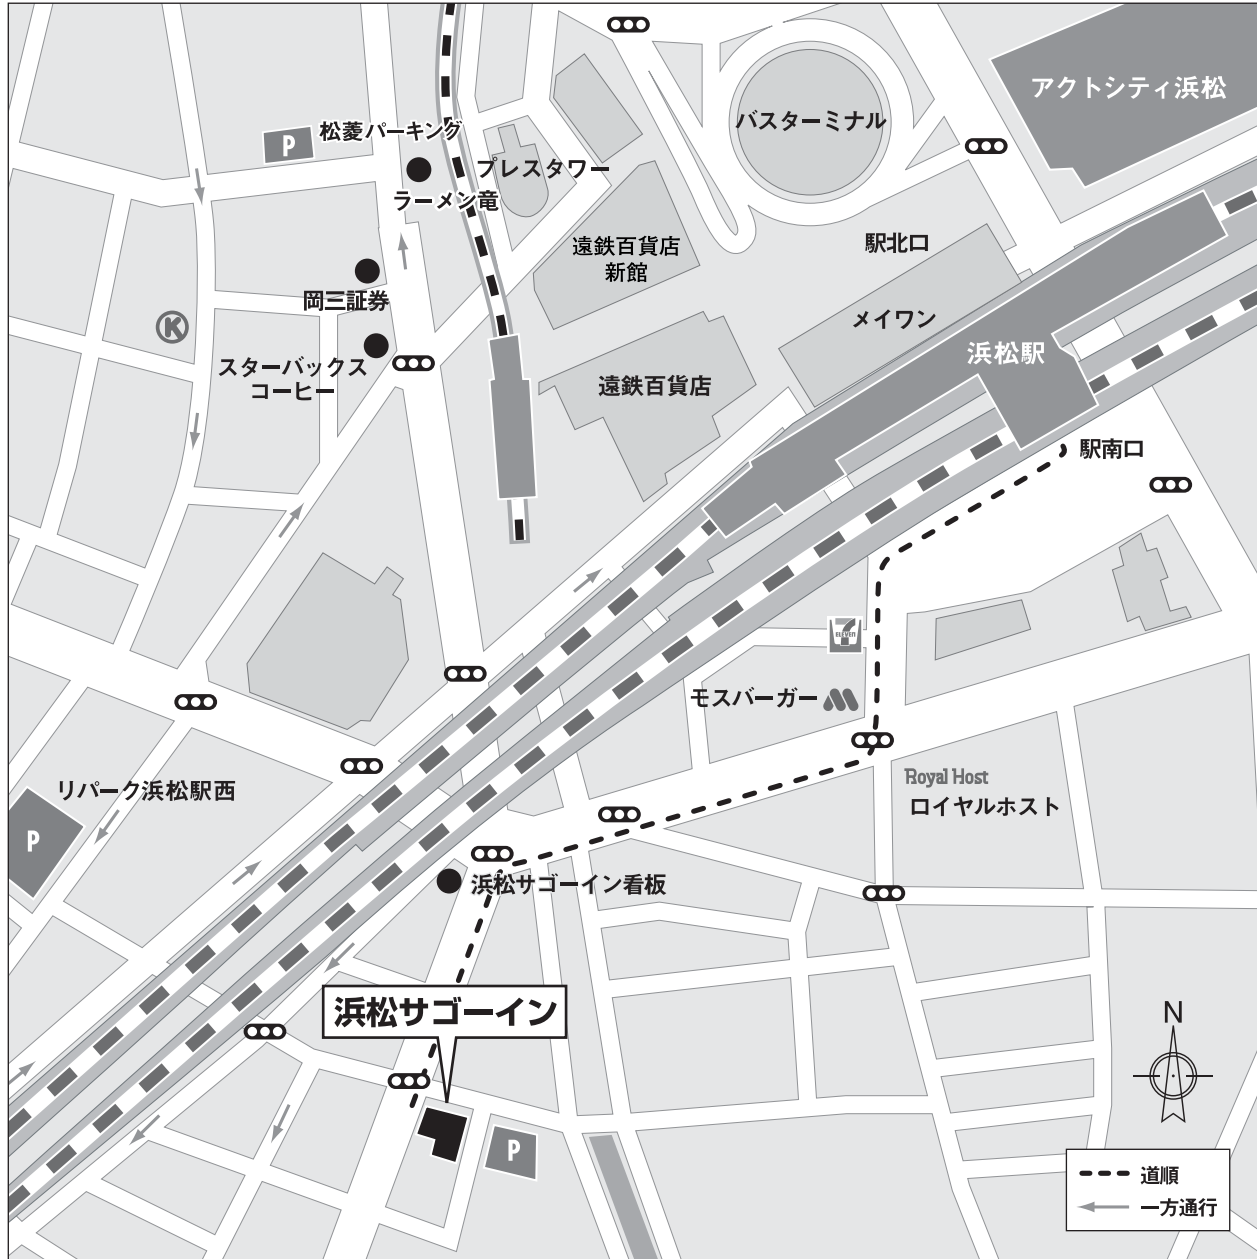 アクトシティ浜松
バスターミナル
松菱パーキング
P
プレスタワー
ラーメン竜
遠鉄百貨店
新館
駅北口
岡三証券
メイワン
K
浜松駅
スターバックス
コーヒー
遠鉄百貨店
駅南口
7
ELEVEN
モスバーガー
リパーク浜松駅西
P
Royal Host
ロイヤルホスト
浜松サゴーイン看板
浜松サゴーイン
N
P
道順
一方通行